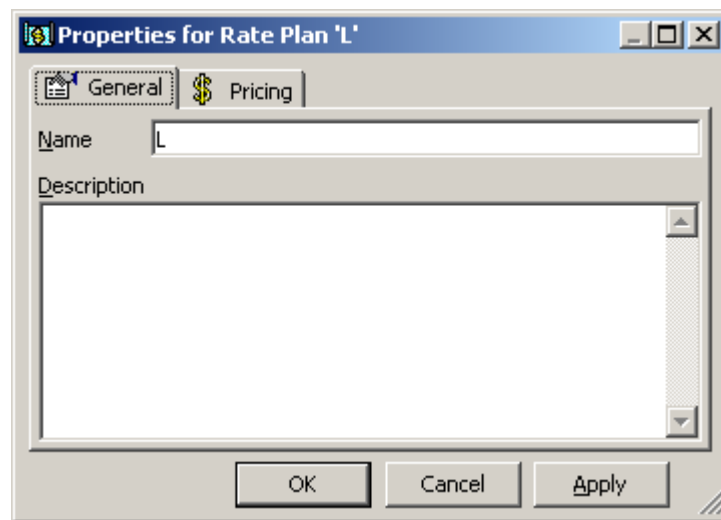 Properties for Rate Plan 'L'
General Pricing
Name L
Description
OK Cancel Apply